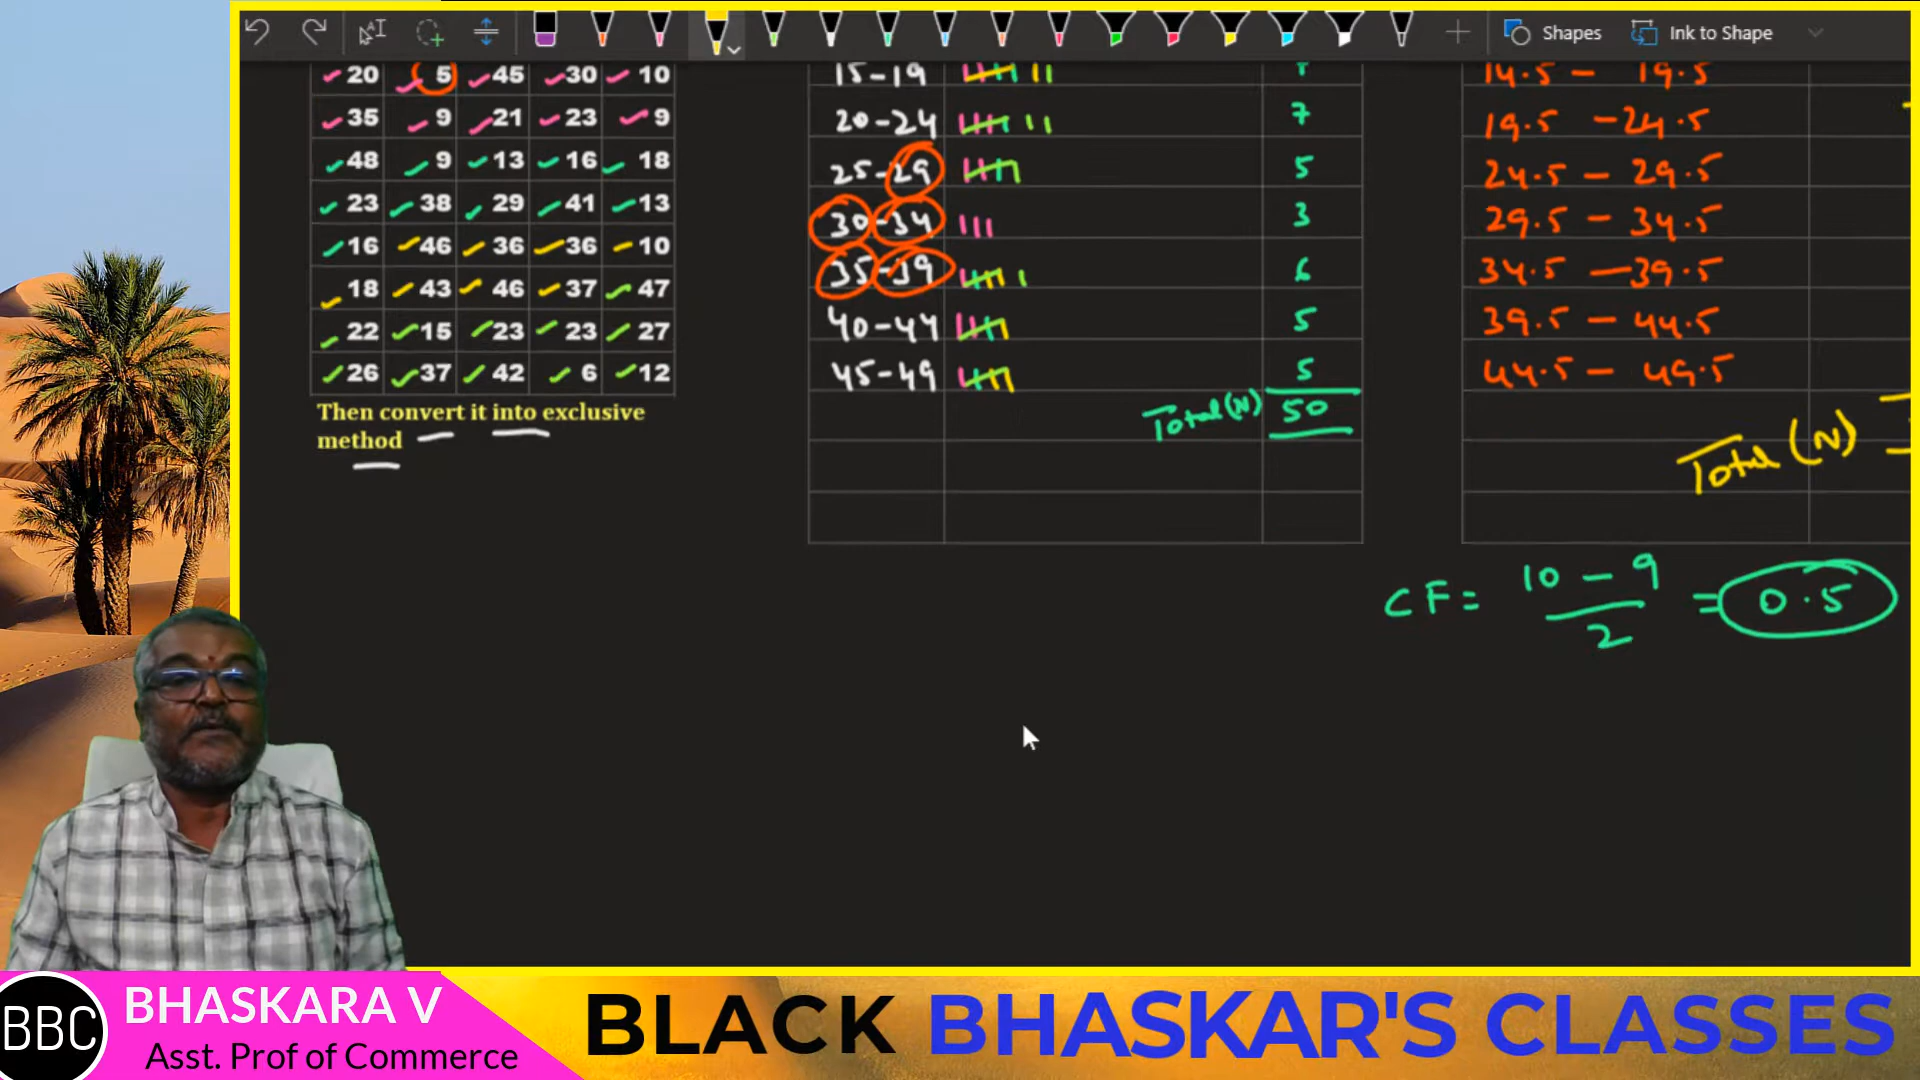 Shapes Ink to Shape
20 5 45 30 10
35 9 21 23 9
48 9 13 16 18
23 38 29 41 13
16 46 36 36 10
18 43 46 37 47
22 15 23 23 27
26 37 42 6 12
Then convert it into exclusive
method
15-19
20-24 7
25-29 5
30-34 3
35-39 6
40-44 5
45-49 5
Total (N) 50
14.5 - 19.5
19.5 - 24.5
24.5 - 29.5
29.5 - 34.5
34.5 - 39.5
39.5 - 44.5
44.5 - 49.5
Total (N)
CF = 10 - 9 / 2 = 0.5
BBC
BHASKARA V
Asst. Prof of Commerce
BLACK BHASKAR'S CLASSES